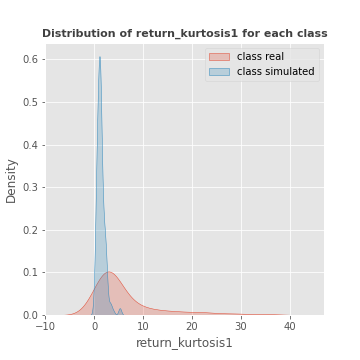 Distribution of return_kurtosis1 for each class
class real
class simulated
Density
0.6
0.5
0.4
0.3
0.2
0.1
0.0
-10 0 10 20 30 40
return_kurtosis1